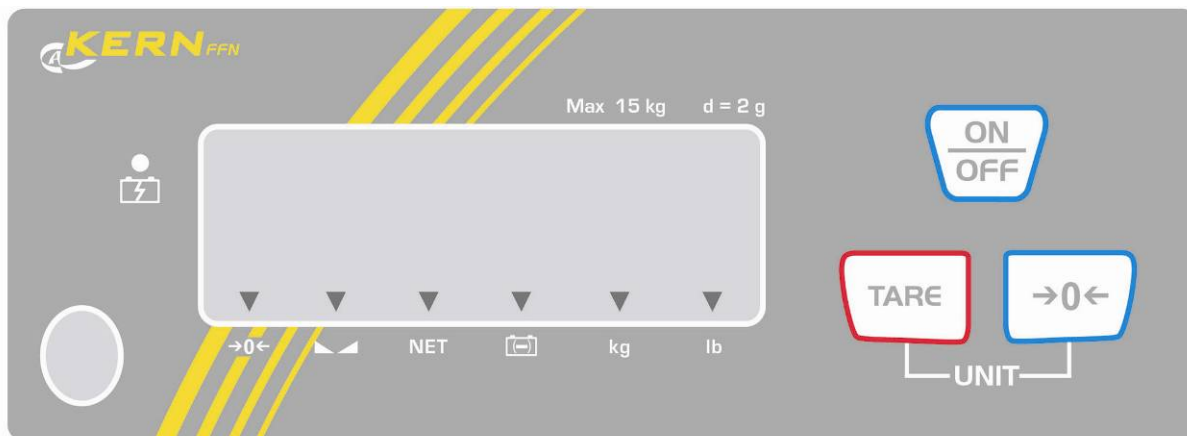 KERN FFN
Max 15 kg d = 2 g
ON
OFF
TARE →0←
→0← NET kg lb
UNIT